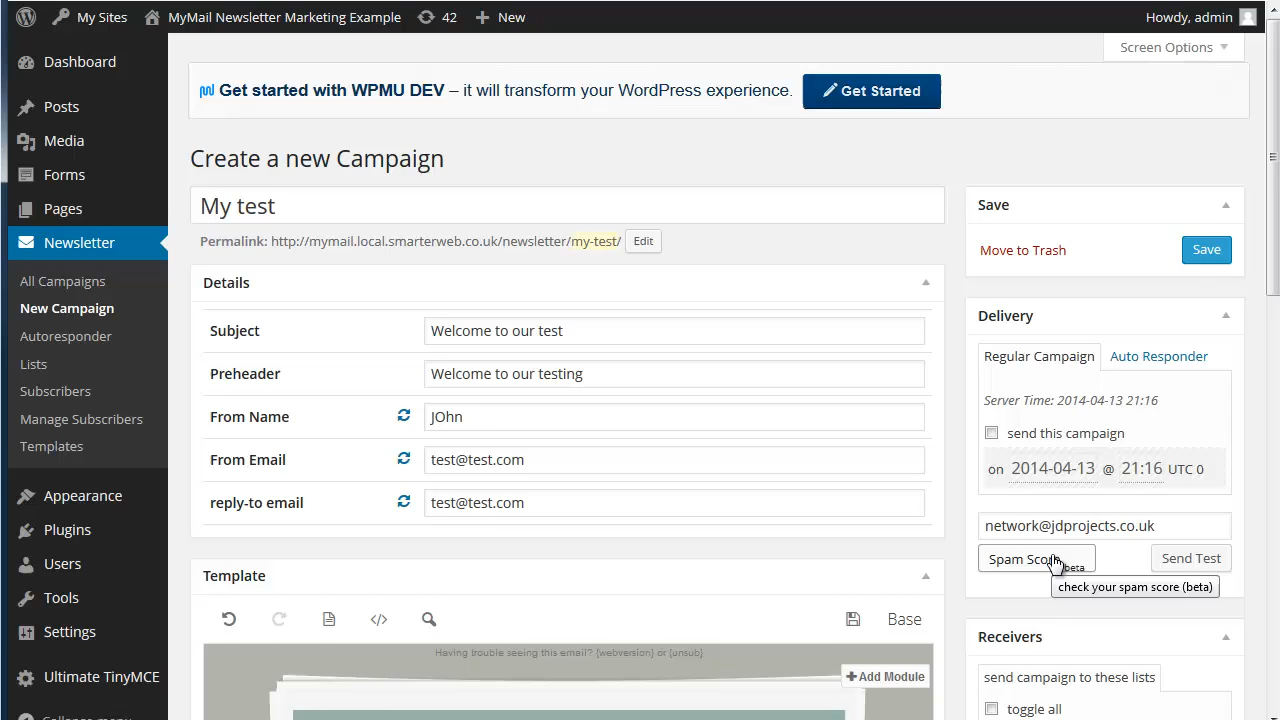 My Sites MyMail Newsletter Marketing Example 42 New Howdy, admin
Screen Options
Dashboard
Posts
Media
Forms
Pages
Newsletter
All Campaigns
New Campaign
Autoresponder
Lists
Subscribers
Manage Subscribers
Templates
Appearance
Plugins
Users
Tools
Settings
Ultimate TinyMCE
Collapse menu
Get started with WPMU DEV – it will transform your WordPress experience. Get Started
Create a new Campaign
My test
Permalink: http://mymail.local.smarterweb.co.uk/newsletter/my-test/ Edit
Details
Subject Welcome to our test
Preheader Welcome to our testing
From Name JOhn
From Email test@test.com
reply-to email test@test.com
Template
Base
Having trouble seeing this email? {webversion} or {unsub}
Add Module
Save
Move to Trash Save
Delivery
Regular Campaign Auto Responder
Server Time: 2014-04-13 21:16
send this campaign
on 2014-04-13 @ 21:16 UTC 0
network@jdprojects.co.uk
Spam Score beta Send Test
check your spam score (beta)
Receivers
send campaign to these lists
toggle all